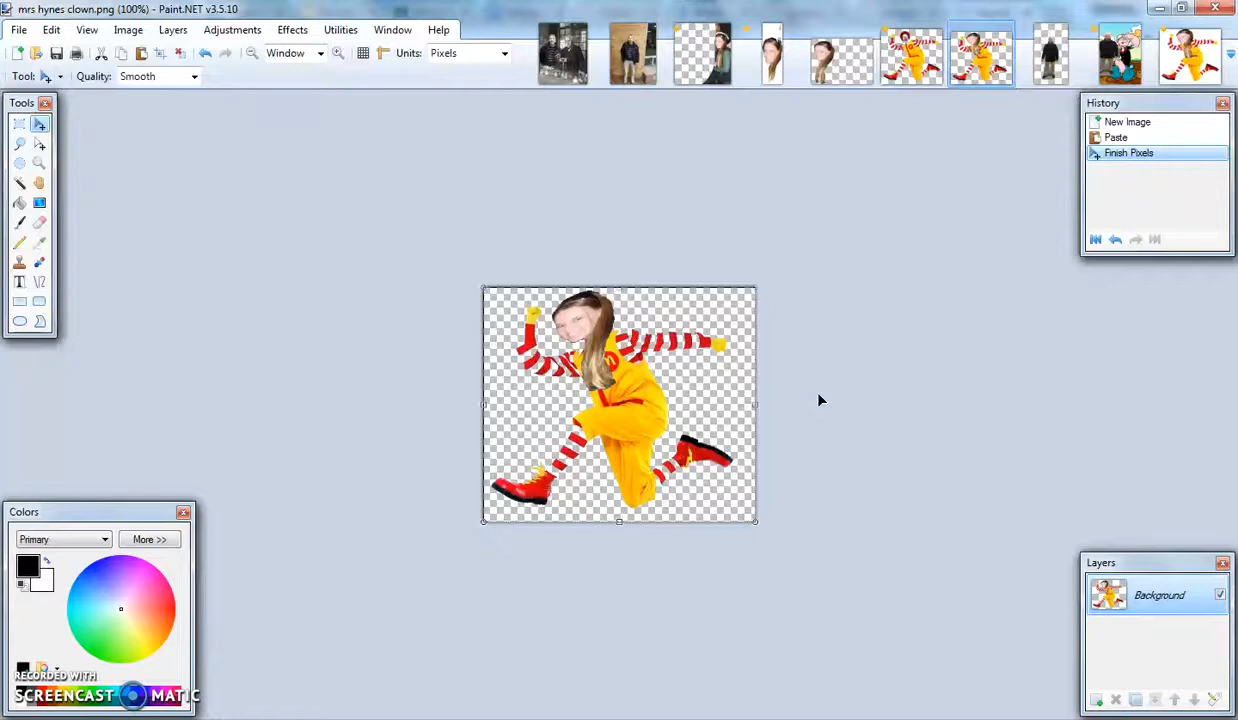 mrs hynes clown.png (100%) - Paint.NET v3.5.10
File Edit View Image Layers Adjustments Effects Utilities Window Help
Window Units: Pixels
Tool: Quality: Smooth
Tools
History
New Image
Paste
Finish Pixels
Colors
Primary More >>
Layers
Background
RECORDED WITH
SCREENCAST MATIC